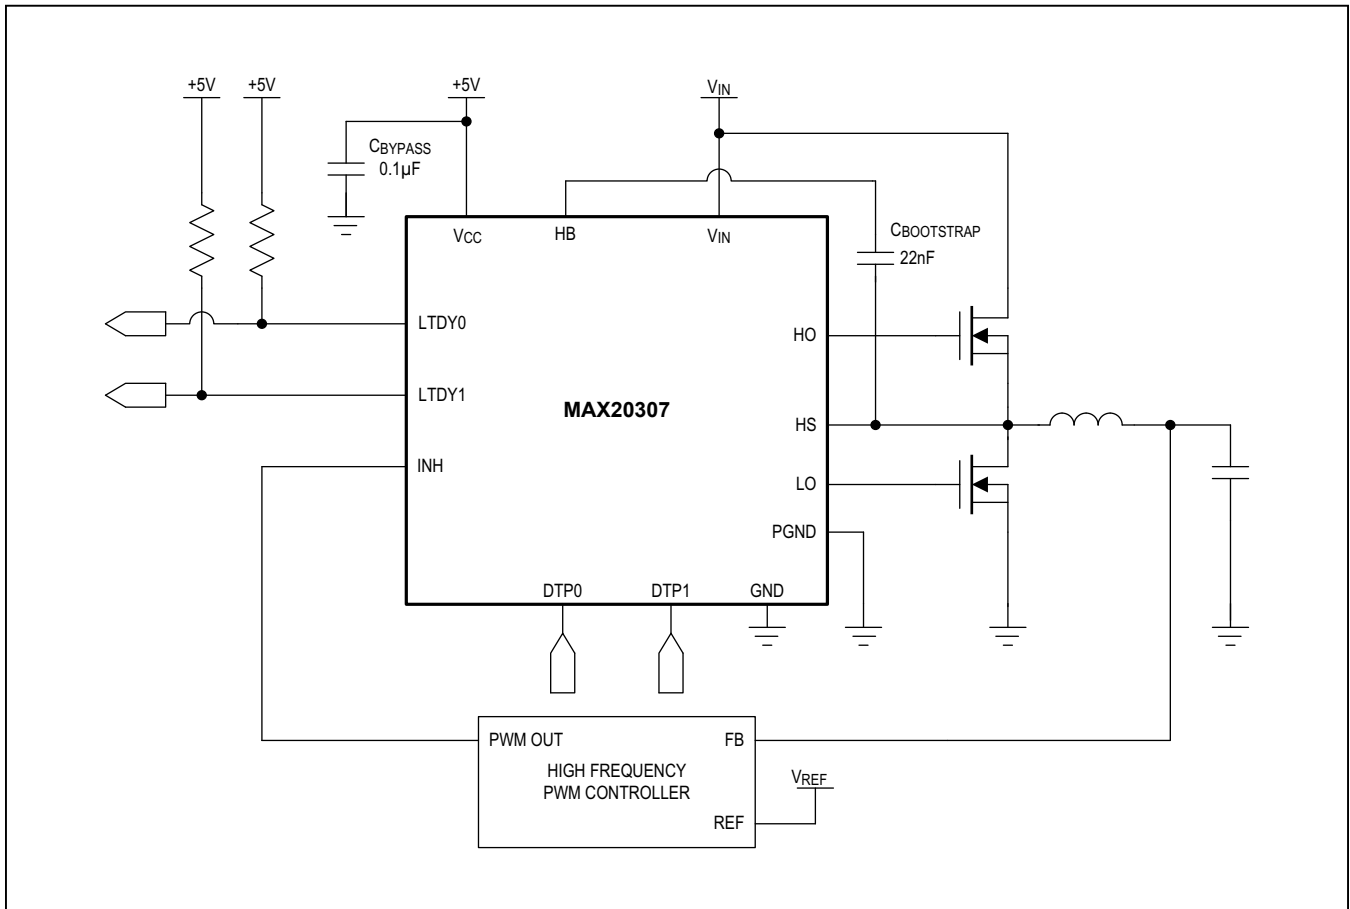 +5V
+5V
+5V
VIN
CBYPASS
0.1µF
VCC
HB
VIN
CBOOTSTRAP
22nF
LTDY0
HO
LTDY1
MAX20307
HS
INH
LO
PGND
DTP0
DTP1
GND
PWM OUT
FB
HIGH FREQUENCY
PWM CONTROLLER
VREF
REF